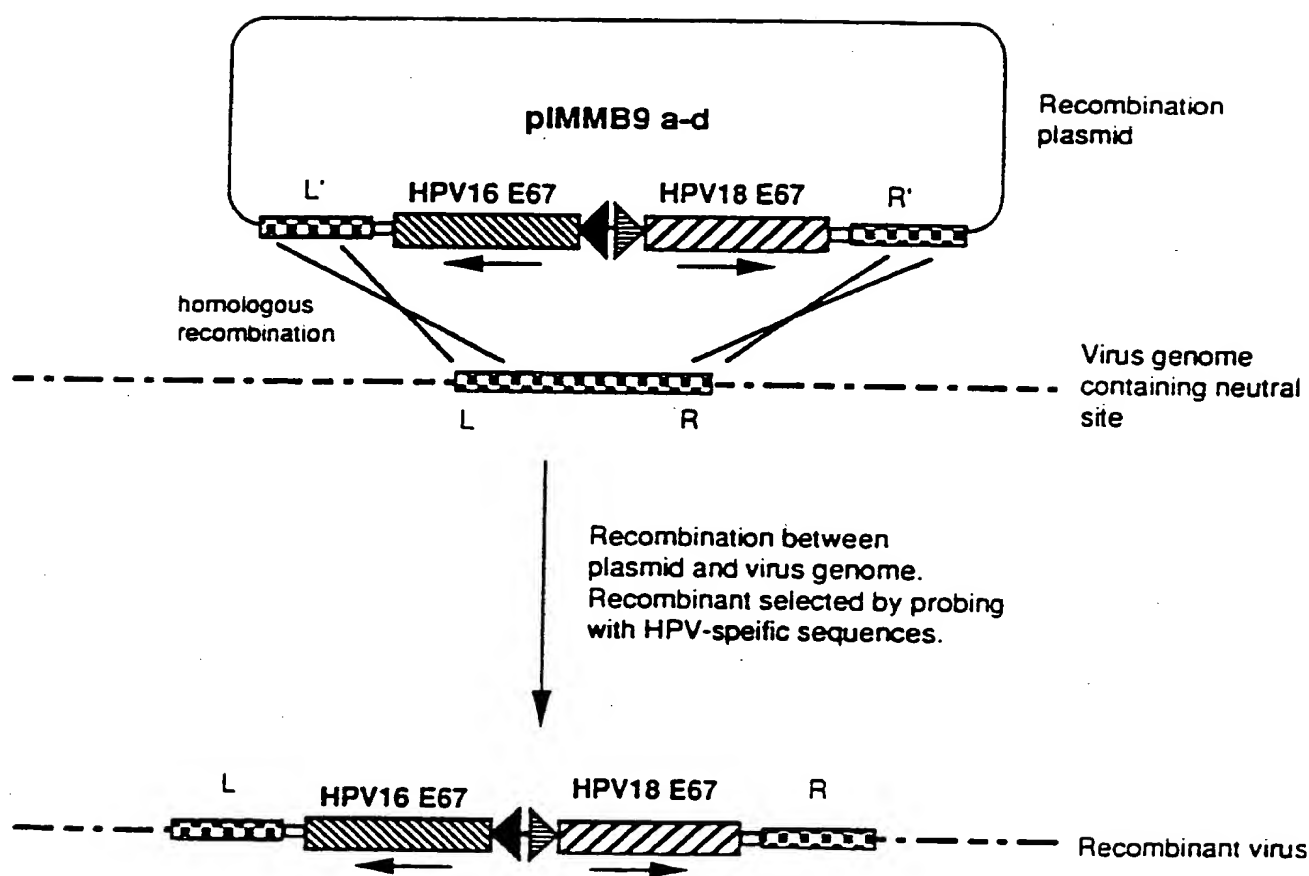 pIMMB9 a-d
Recombination
plasmid
L'
HPV16 E67
HPV18 E67
R'
homologous
recombination
Virus genome
containing neutral
site
L
R
Recombination between
plasmid and virus genome.
Recombinant selected by probing
with HPV-speific sequences.
L
HPV16 E67
HPV18 E67
R
Recombinant virus